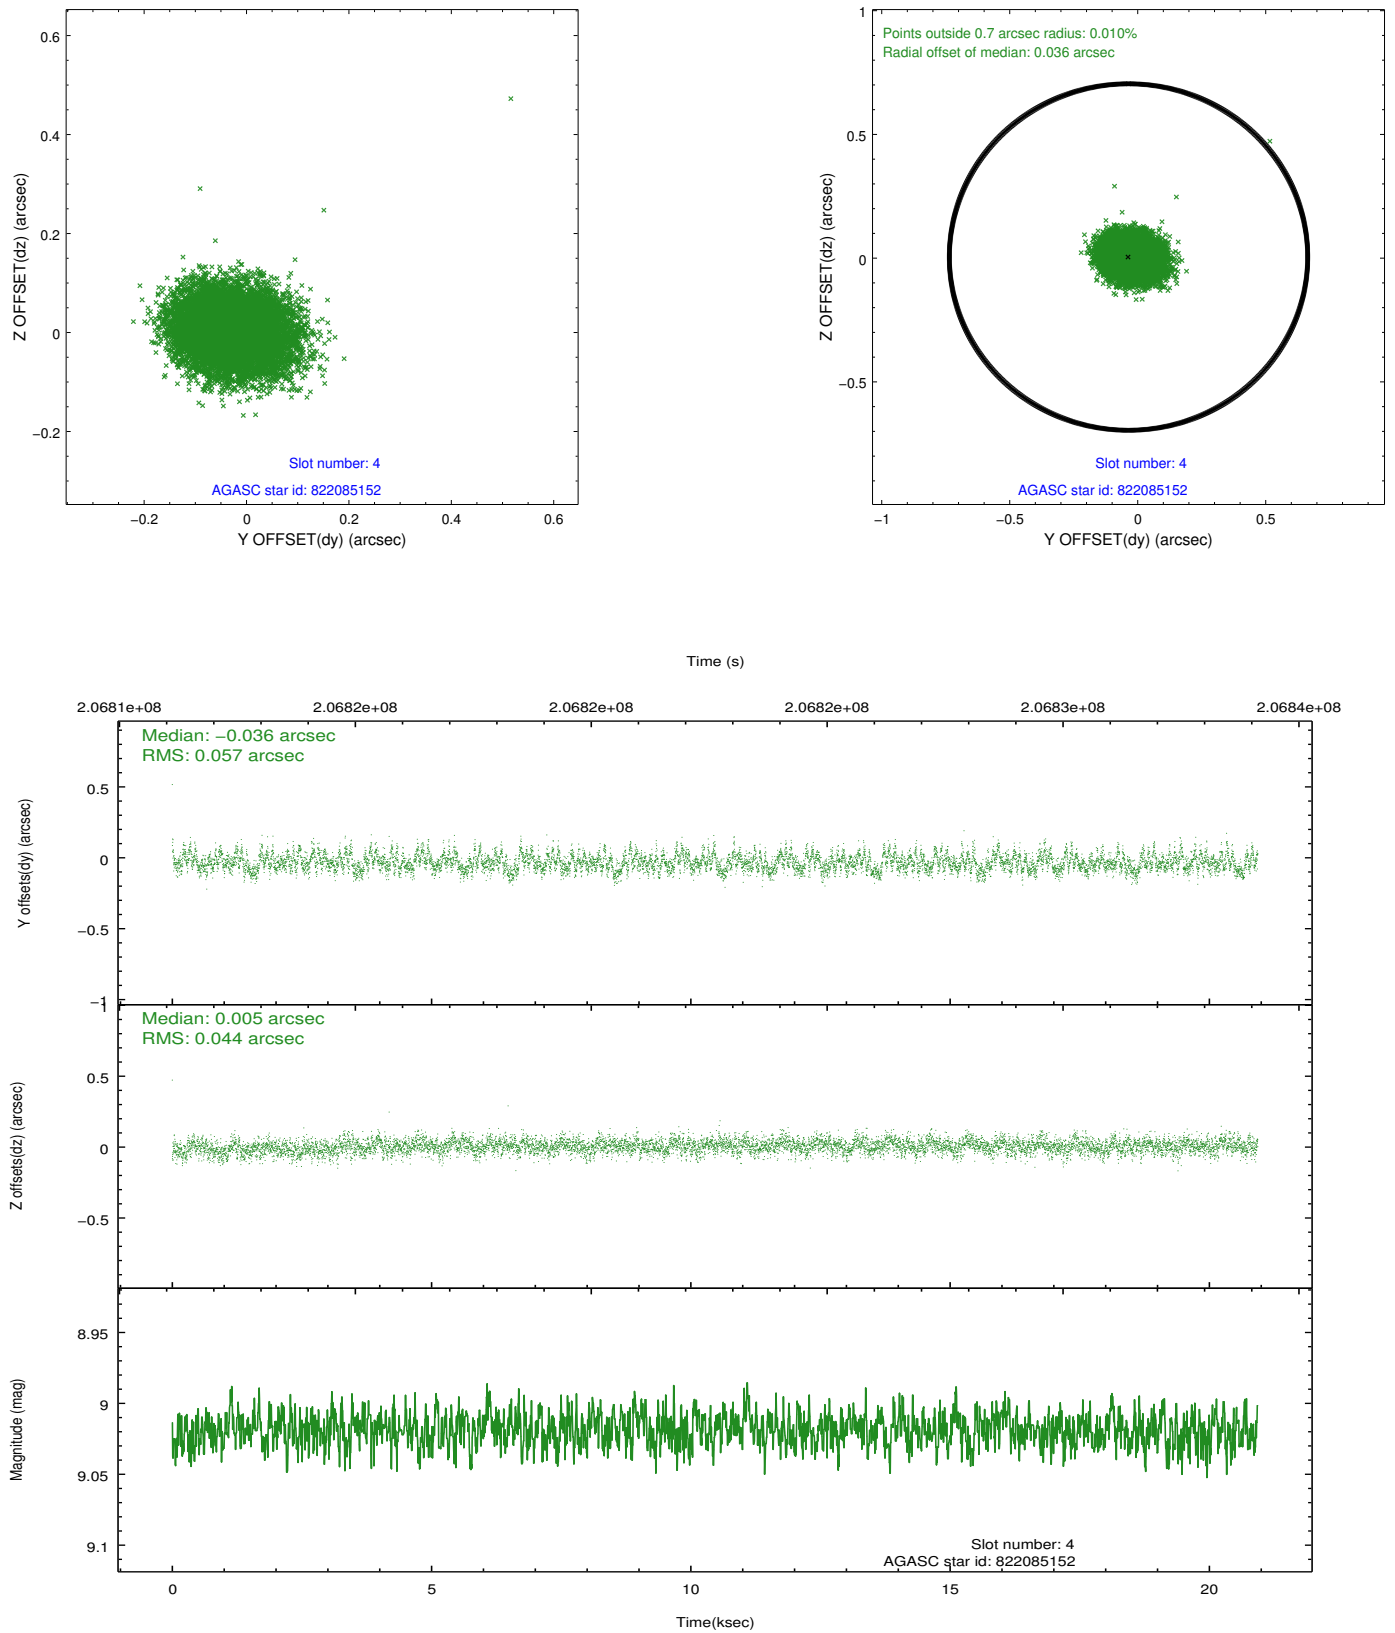 0.6
0.4
0.2
0
−0.2
Z OFFSET(dz) (arcsec)
Slot number: 4
AGASC star id: 822085152
−0.2 0 0.2 0.4 0.6
Y OFFSET(dy) (arcsec)
Points outside 0.7 arcsec radius: 0.010%
Radial offset of median: 0.036 arcsec
1
0.5
0
−0.5
Z OFFSET(dz) (arcsec)
Slot number: 4
AGASC star id: 822085152
−1 −0.5 0 0.5
Y OFFSET(dy) (arcsec)
Time (s)
2.0681e+08 2.0682e+08 2.0682e+08 2.0682e+08 2.0683e+08 2.0684e+08
Median: −0.036 arcsec
RMS: 0.057 arcsec
0.5
0
−0.5
−1
Y offsets(dy) (arcsec)
Median: 0.005 arcsec
RMS: 0.044 arcsec
1
0.5
0
−0.5
Z offsets(dz) (arcsec)
8.95
9
9.05
9.1
Magnitude (mag)
Slot number: 4
AGASC star id: 822085152
0 5 10 15 20
Time(ksec)